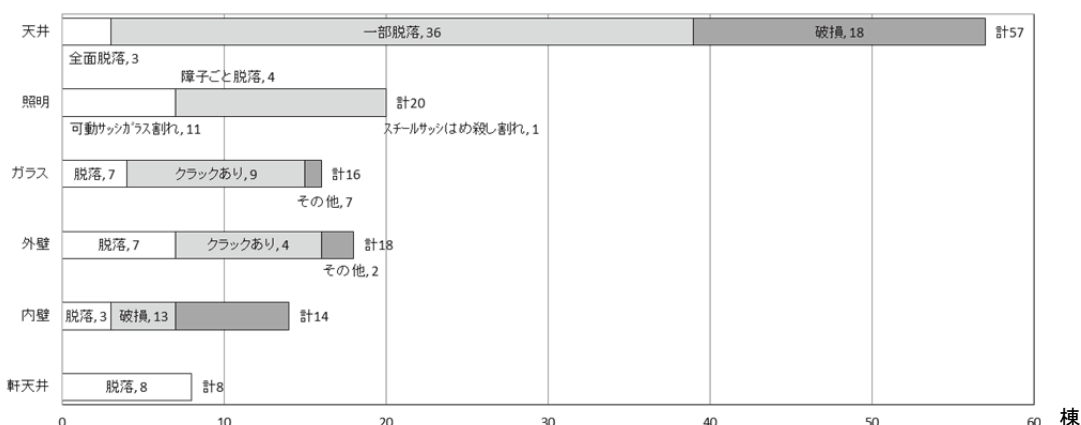 天井
一部脱落, 36
破損, 18
計57
全面脱落, 3
障子ごと脱落, 4
照明
計20
可動サッシガラス割れ, 11
スチールサッシはめ殺し割れ, 1
ガラス
脱落, 7
クラックあり, 9
計16
その他, 7
外壁
脱落, 7
クラックあり, 4
計18
その他, 2
内壁
脱落, 3
破損, 13
計14
軒天井
脱落, 8
計8
0 10 20 30 40 50 60 棟